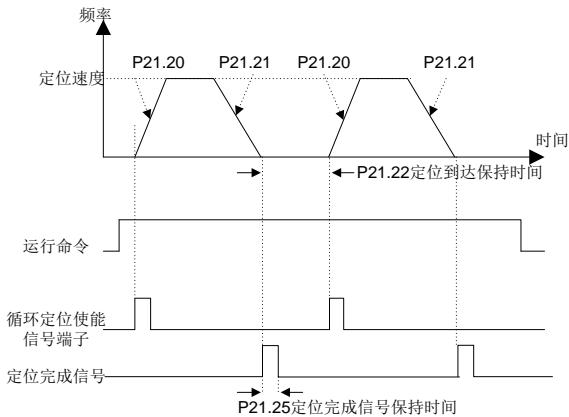 频率
P21.20
P21.21
P21.20
P21.21
定位速度
时间
P21.22定位到达保持时间
运行命令
循环定位使能
信号端子
定位完成信号
P21.25定位完成信号保持时间